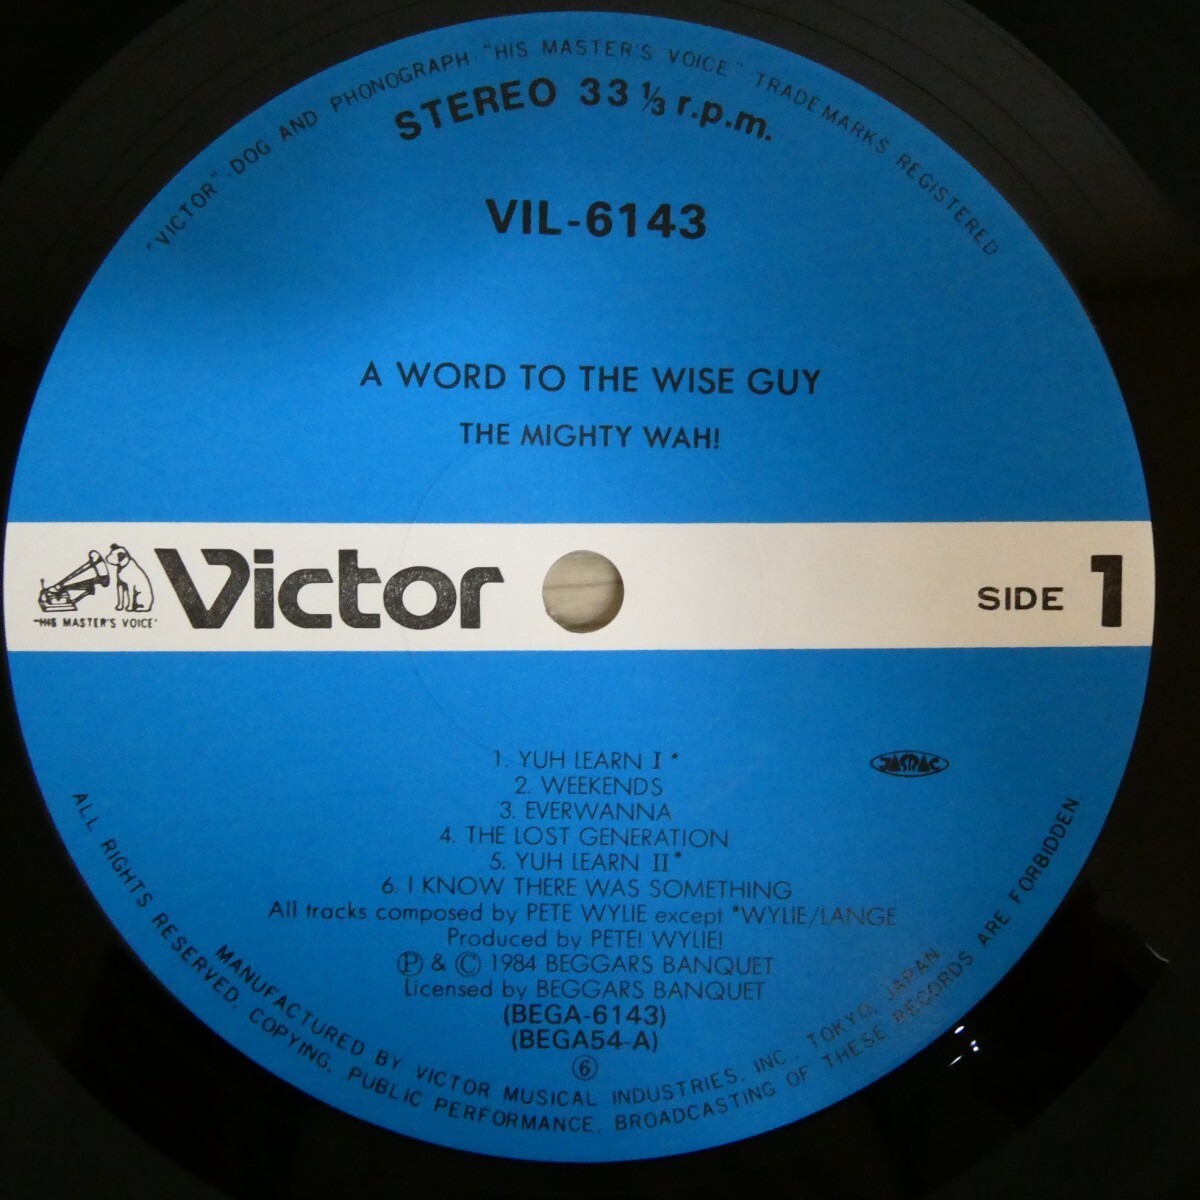 "VICTOR" · DOG AND PHONOGRAPH · "HIS MASTER'S VOICE" TRADEMARKS REGISTERED
STEREO 33 1/3 r.p.m.
VIL-6143
A WORD TO THE WISE GUY
THE MIGHTY WAH!
"HIS MASTER'S VOICE"
Victor
SIDE 1
1. YUH LEARN I *
2. WEEKENDS
3. EVERWANNA
4. THE LOST GENERATION
5. YUH LEARN II *
6. I KNOW THERE WAS SOMETHING
JASRAC
All tracks composed by PETE WYLIE except *WYLIE/LANGE
Produced by PETE! WYLIE!
Ⓟ & © 1984 BEGGARS BANQUET
Licensed by BEGGARS BANQUET
(BEGA-6143)
(BEGA54-A)
⑥
MANUFACTURED BY VICTOR MUSICAL INDUSTRIES, INC., TOKYO, JAPAN
ALL RIGHTS RESERVED. COPYING, PUBLIC PERFORMANCE, BROADCASTING OF THESE RECORDS ARE FORBIDDEN